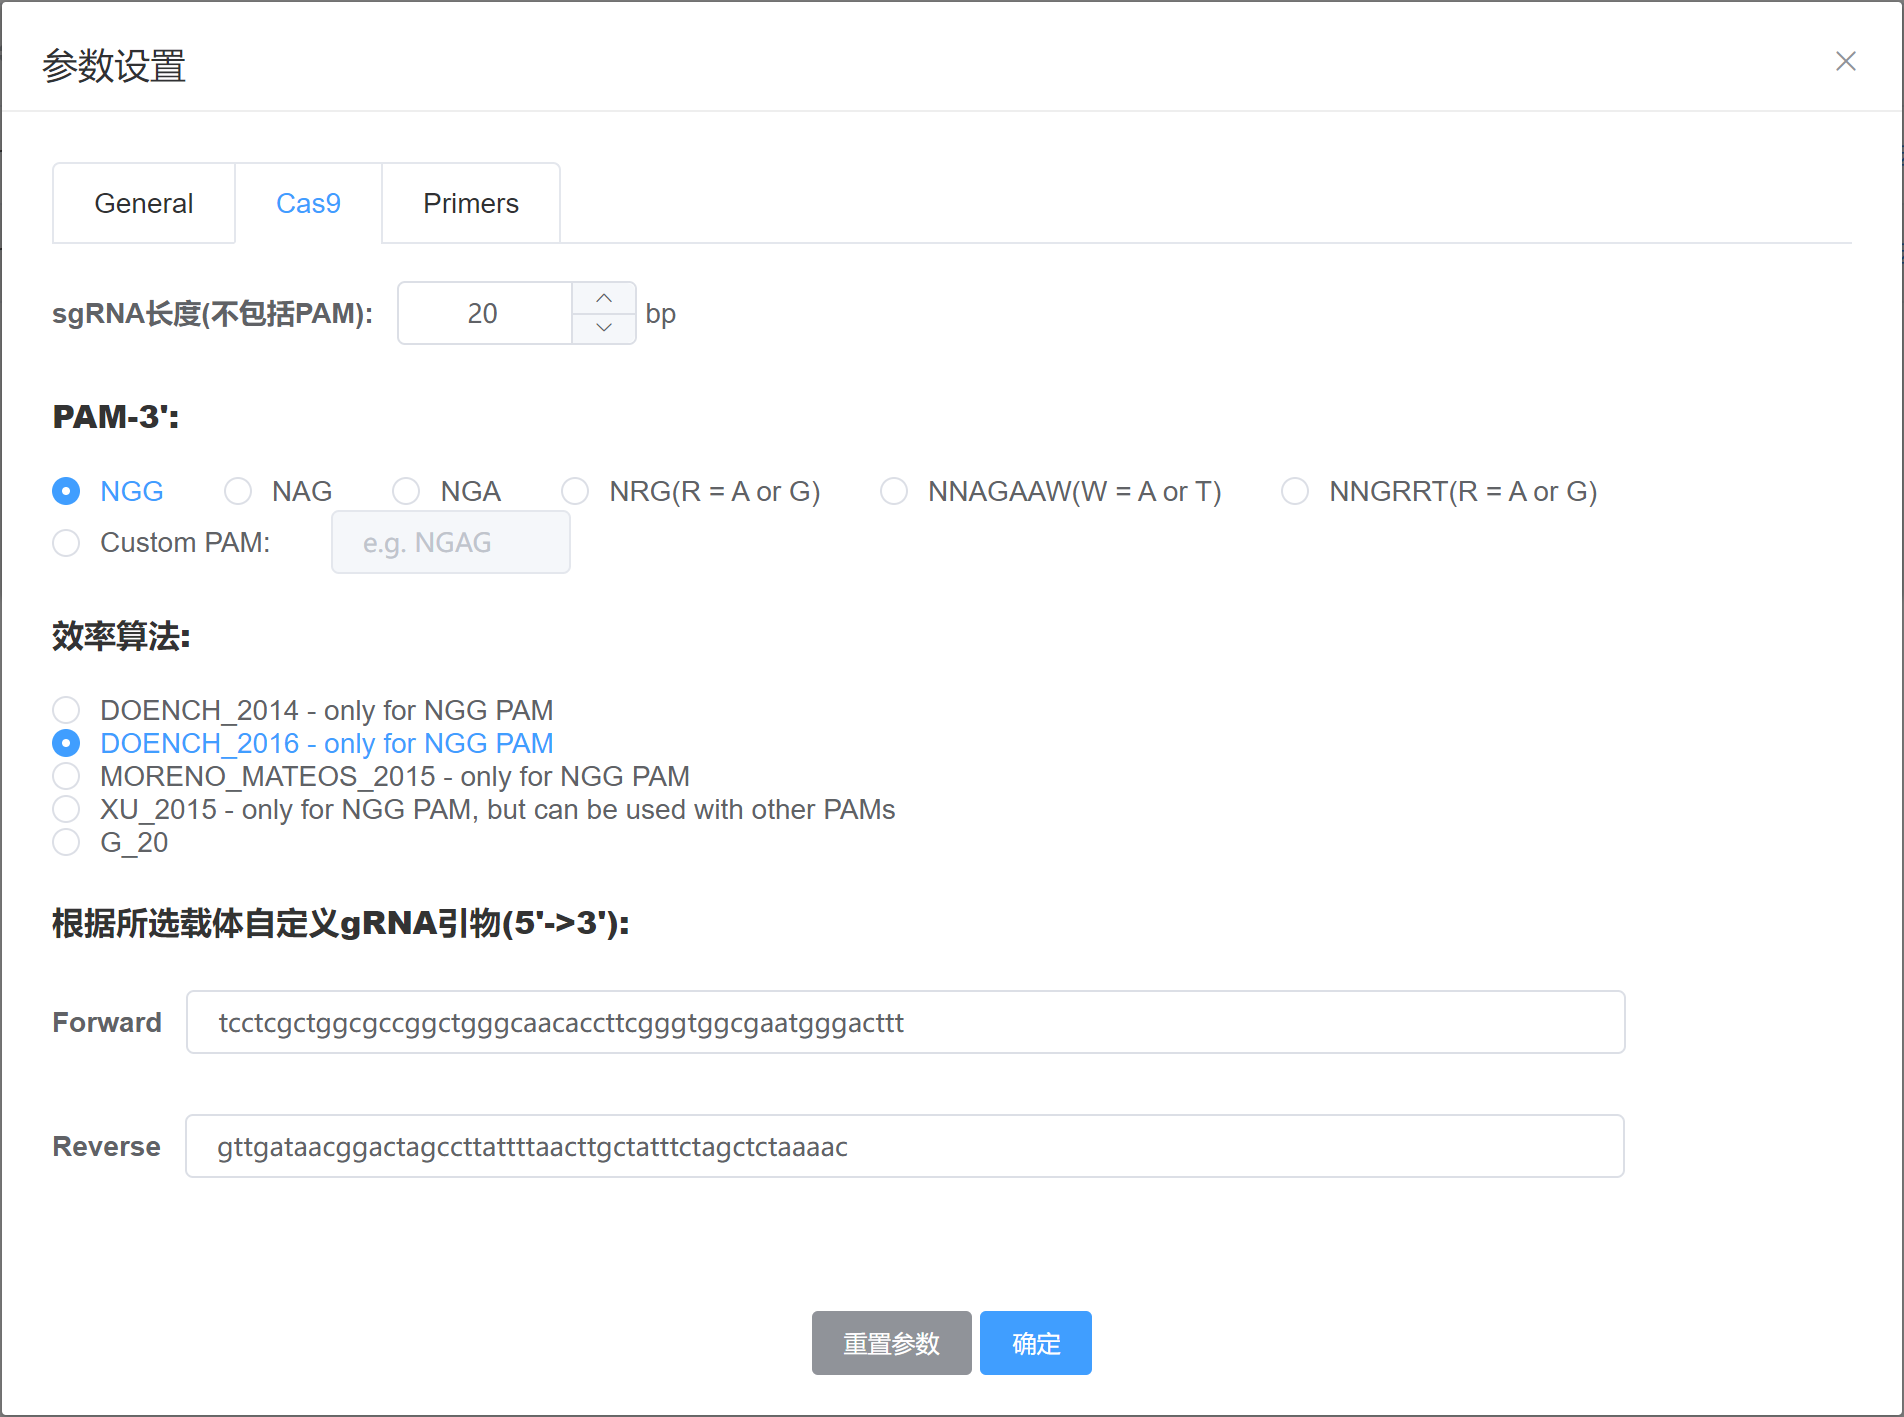 参数设置
General Cas9 Primers
sgRNA长度(不包括PAM): 20 bp
PAM-3':
NGG NAG NGA NRG(R = A or G) NNAGAAW(W = A or T) NNGRRT(R = A or G)
Custom PAM: e.g. NGAG
效率算法:
DOENCH_2014 - only for NGG PAM
DOENCH_2016 - only for NGG PAM
MORENO_MATEOS_2015 - only for NGG PAM
XU_2015 - only for NGG PAM, but can be used with other PAMs
G_20
根据所选载体自定义gRNA引物(5'->3'):
Forward tcctcgctggcgccggctgggcaacaccttcgggtggcgaatgggacttt
Reverse gttgataacggactagccttattttaacttgctatttctagctctaaaac
重置参数 确定